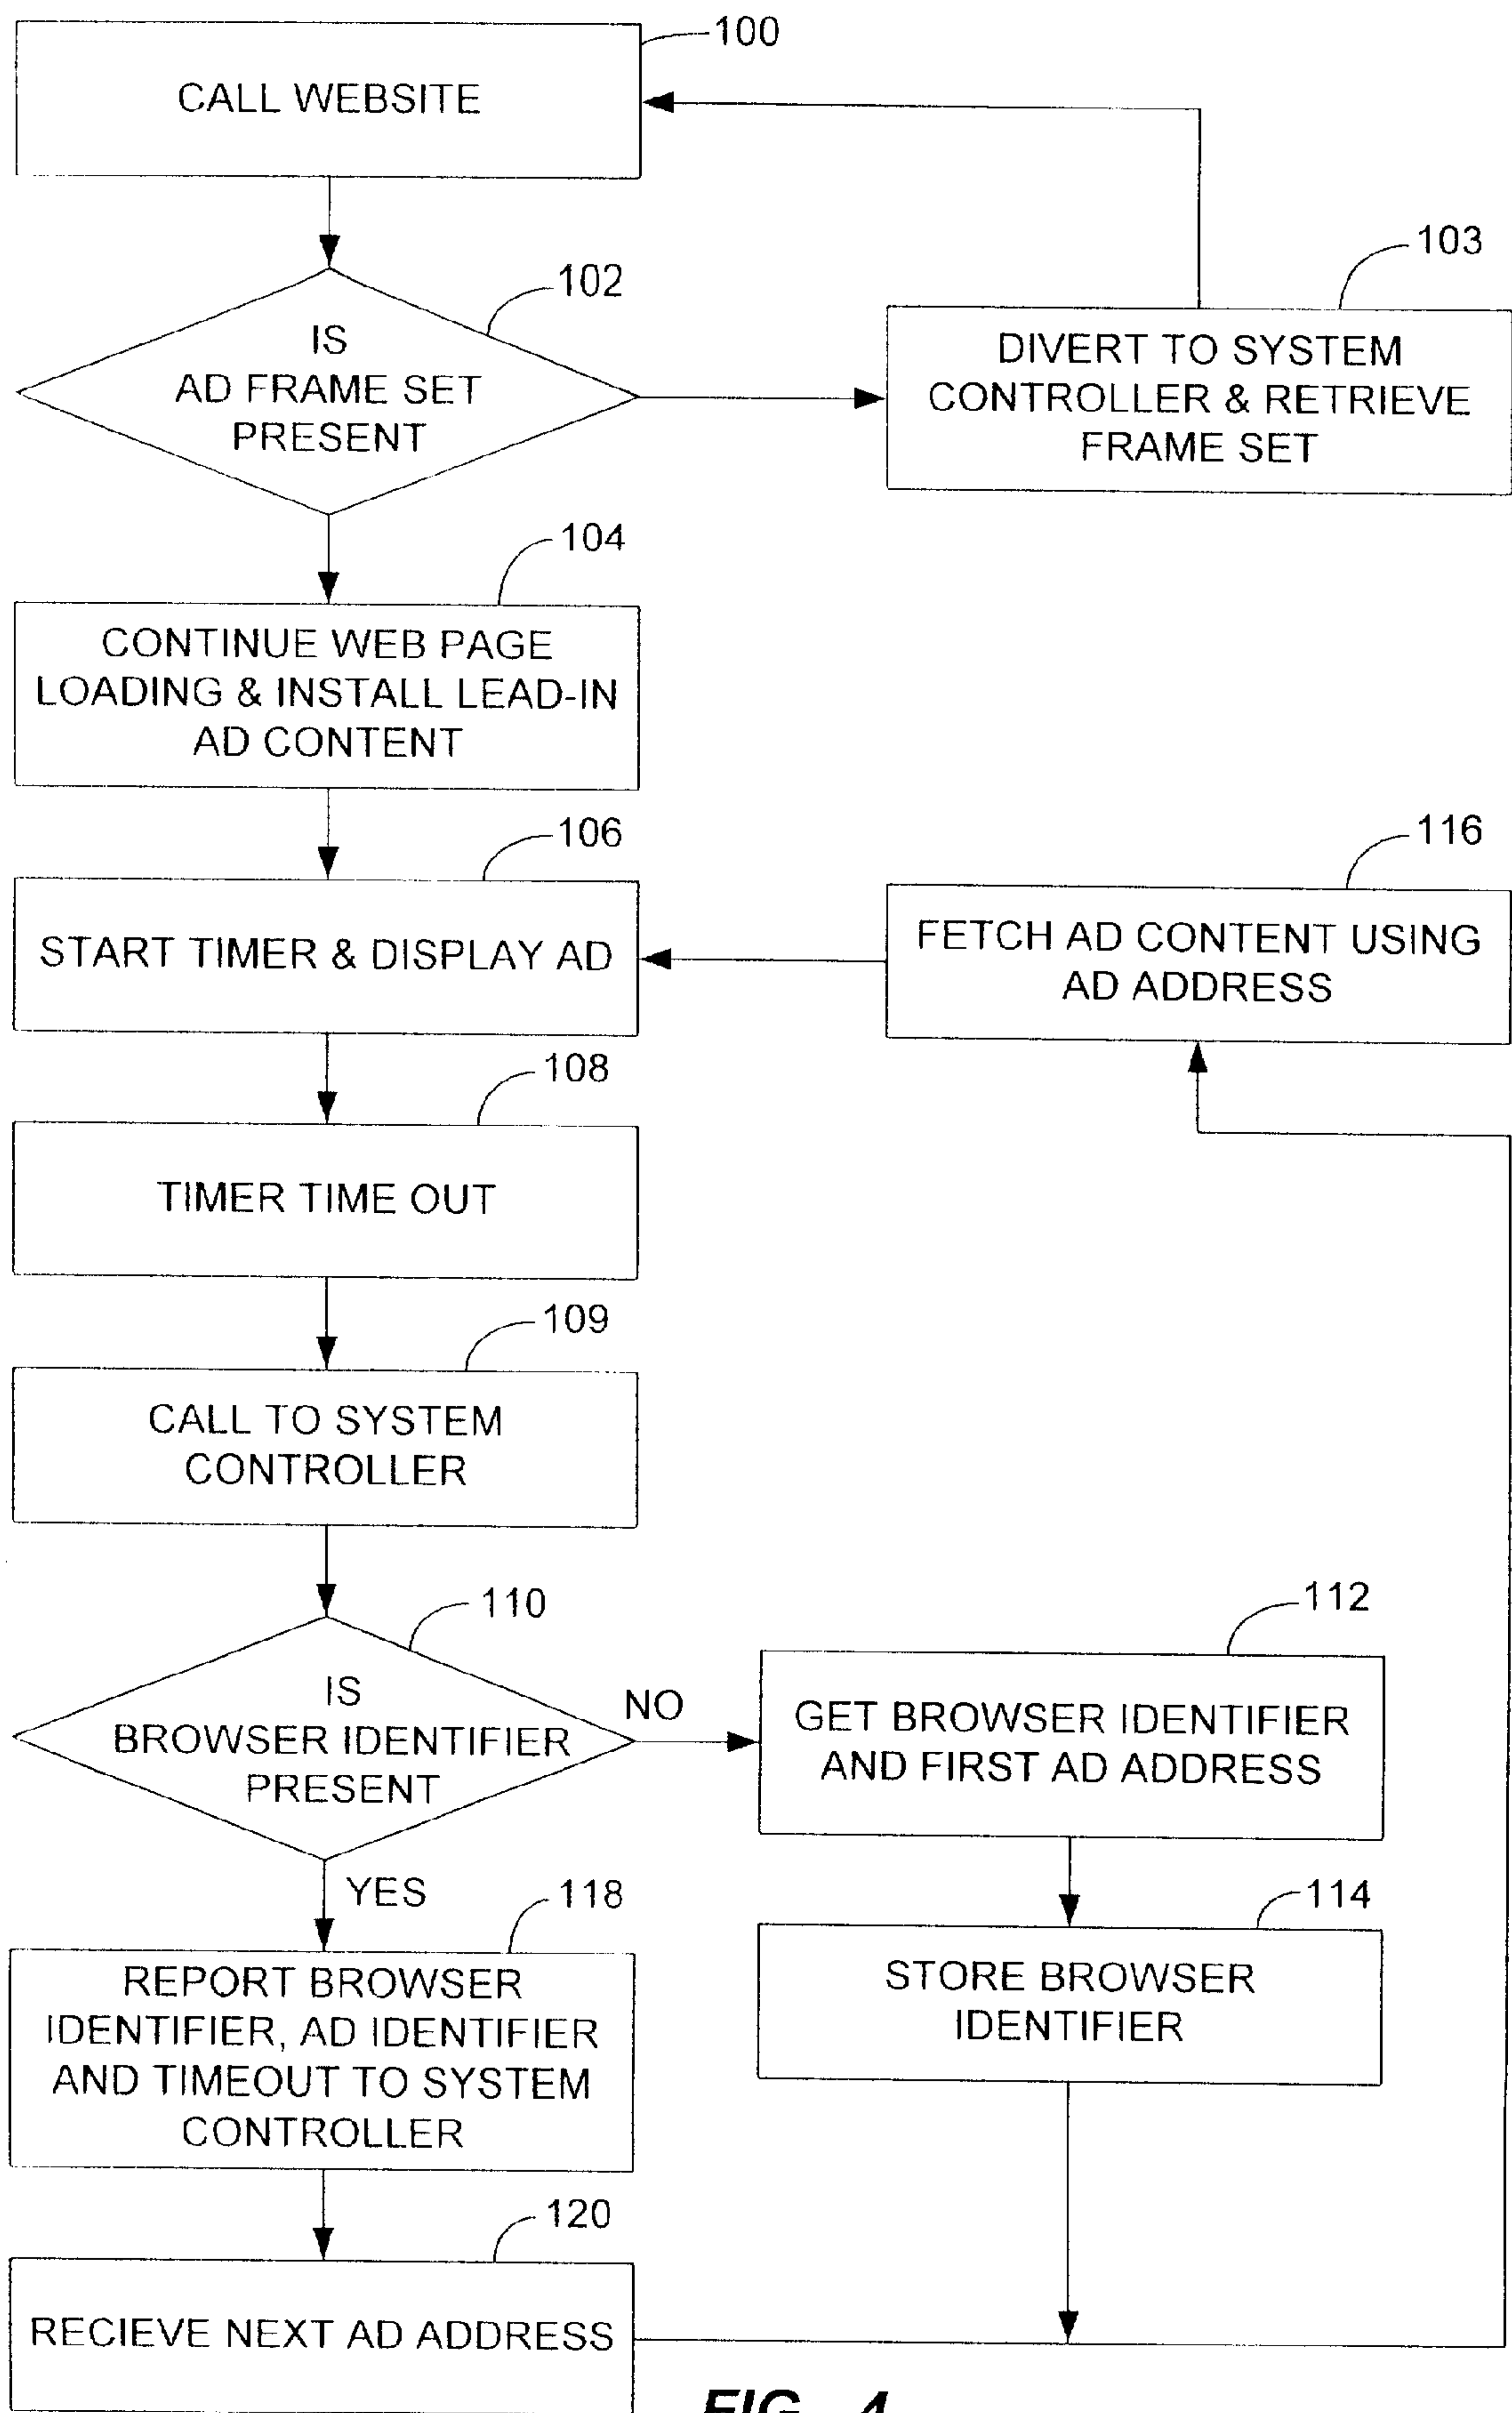 100
CALL WEBSITE
103
102
IS
AD FRAME SET
PRESENT
DIVERT TO SYSTEM
CONTROLLER & RETRIEVE
FRAME SET
104
CONTINUE WEB PAGE
LOADING & INSTALL LEAD-IN
AD CONTENT
106
116
START TIMER & DISPLAY AD
FETCH AD CONTENT USING
AD ADDRESS
108
TIMER TIME OUT
109
CALL TO SYSTEM
CONTROLLER
110
112
IS
BROWSER IDENTIFIER
PRESENT
NO
GET BROWSER IDENTIFIER
AND FIRST AD ADDRESS
YES
118
114
REPORT BROWSER
IDENTIFIER, AD IDENTIFIER
AND TIMEOUT TO SYSTEM
CONTROLLER
STORE BROWSER
IDENTIFIER
120
RECIEVE NEXT AD ADDRESS
FIG. 4